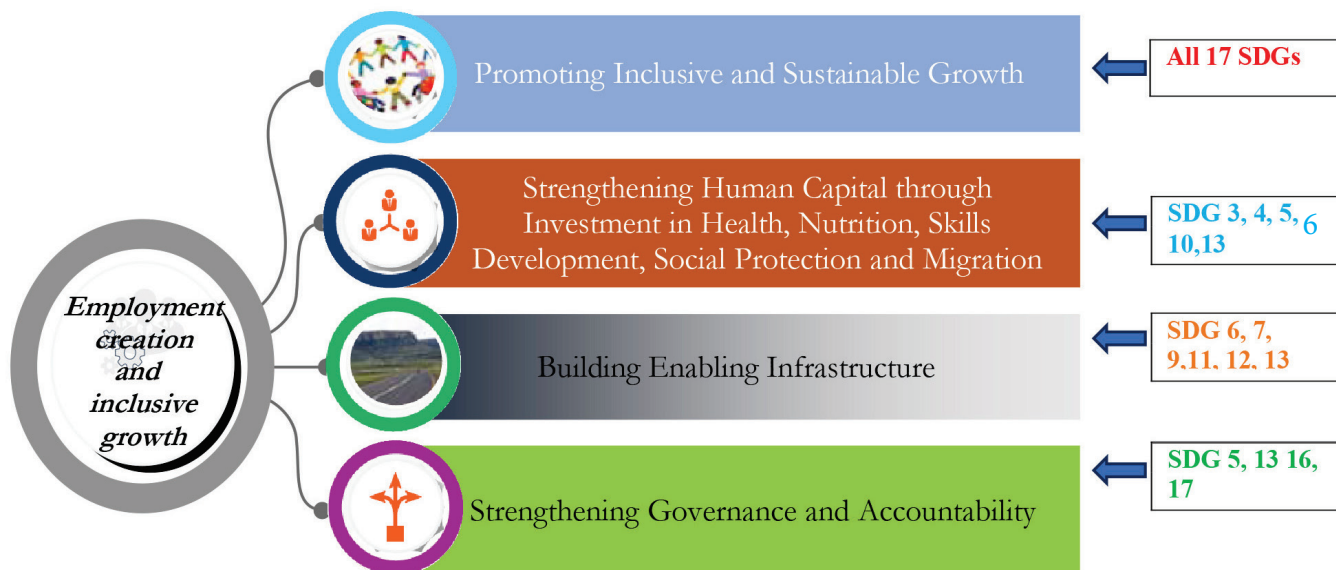 Employment
creation
and
inclusive
growth
Promoting Inclusive and Sustainable Growth
All 17 SDGs
Strengthening Human Capital through
Investment in Health, Nutrition, Skills
Development, Social Protection and Migration
SDG 3, 4, 5, 6
10,13
Building Enabling Infrastructure
SDG 6, 7,
9,11, 12, 13
Strengthening Governance and Accountability
SDG 5, 13 16,
17